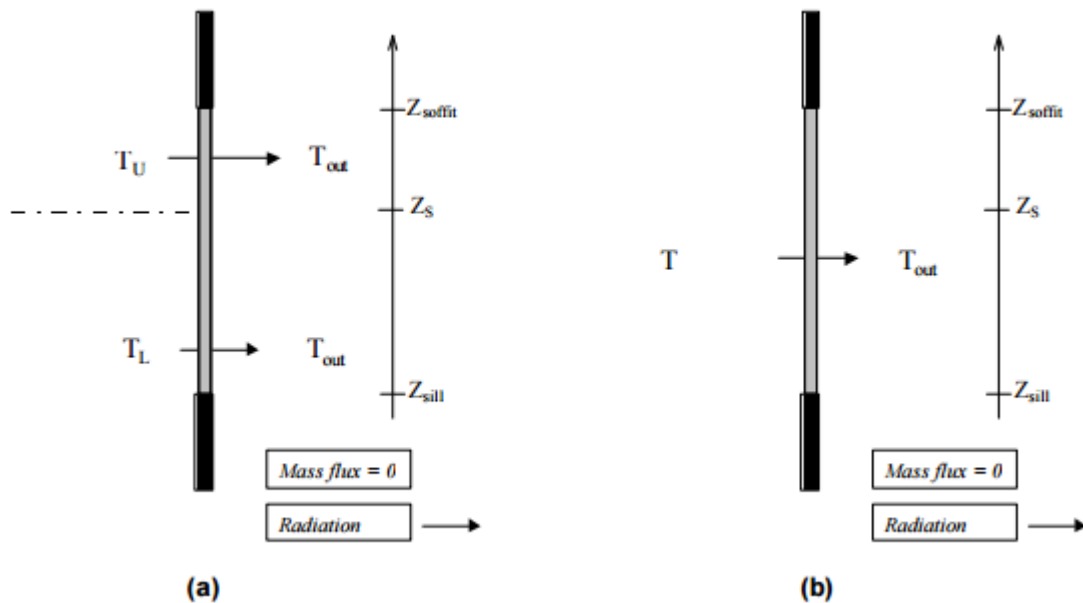 Z_soffit
T_U
T_out
Z_S
T_L
T_out
Z_sill
Mass flux = 0
Radiation
(a)
Z_soffit
Z_S
T
T_out
Z_sill
Mass flux = 0
Radiation
(b)